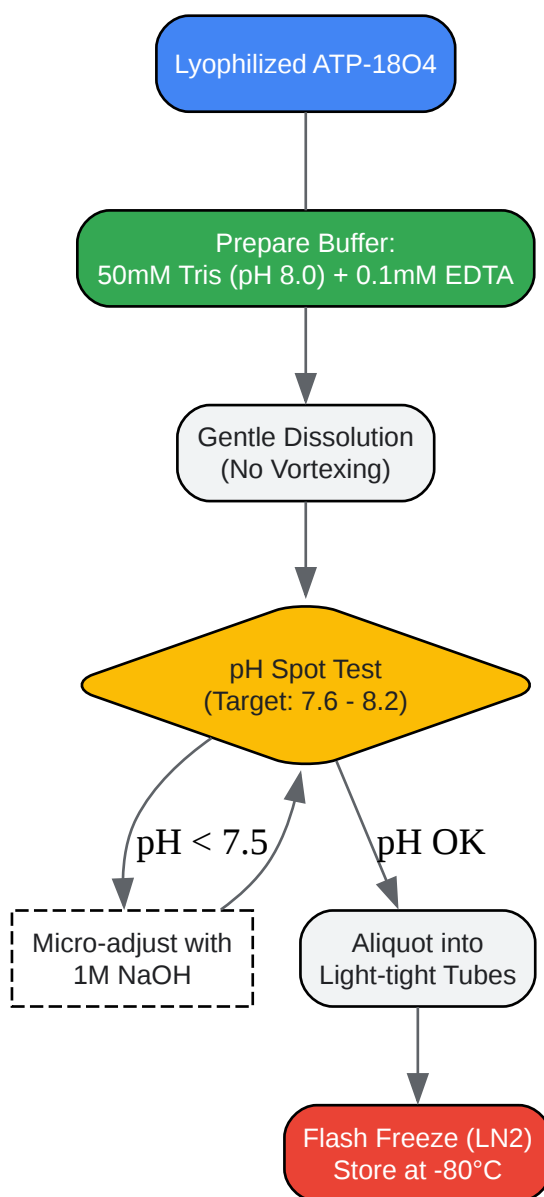 Lyophilized ATP-18O4
Prepare Buffer:
50mM Tris (pH 8.0) + 0.1mM EDTA
Gentle Dissolution
(No Vortexing)
pH Spot Test
(Target: 7.6 - 8.2)
pH < 7.5
pH OK
Micro-adjust with
1M NaOH
Aliquot into
Light-tight Tubes
Flash Freeze (LN2)
Store at -80°C